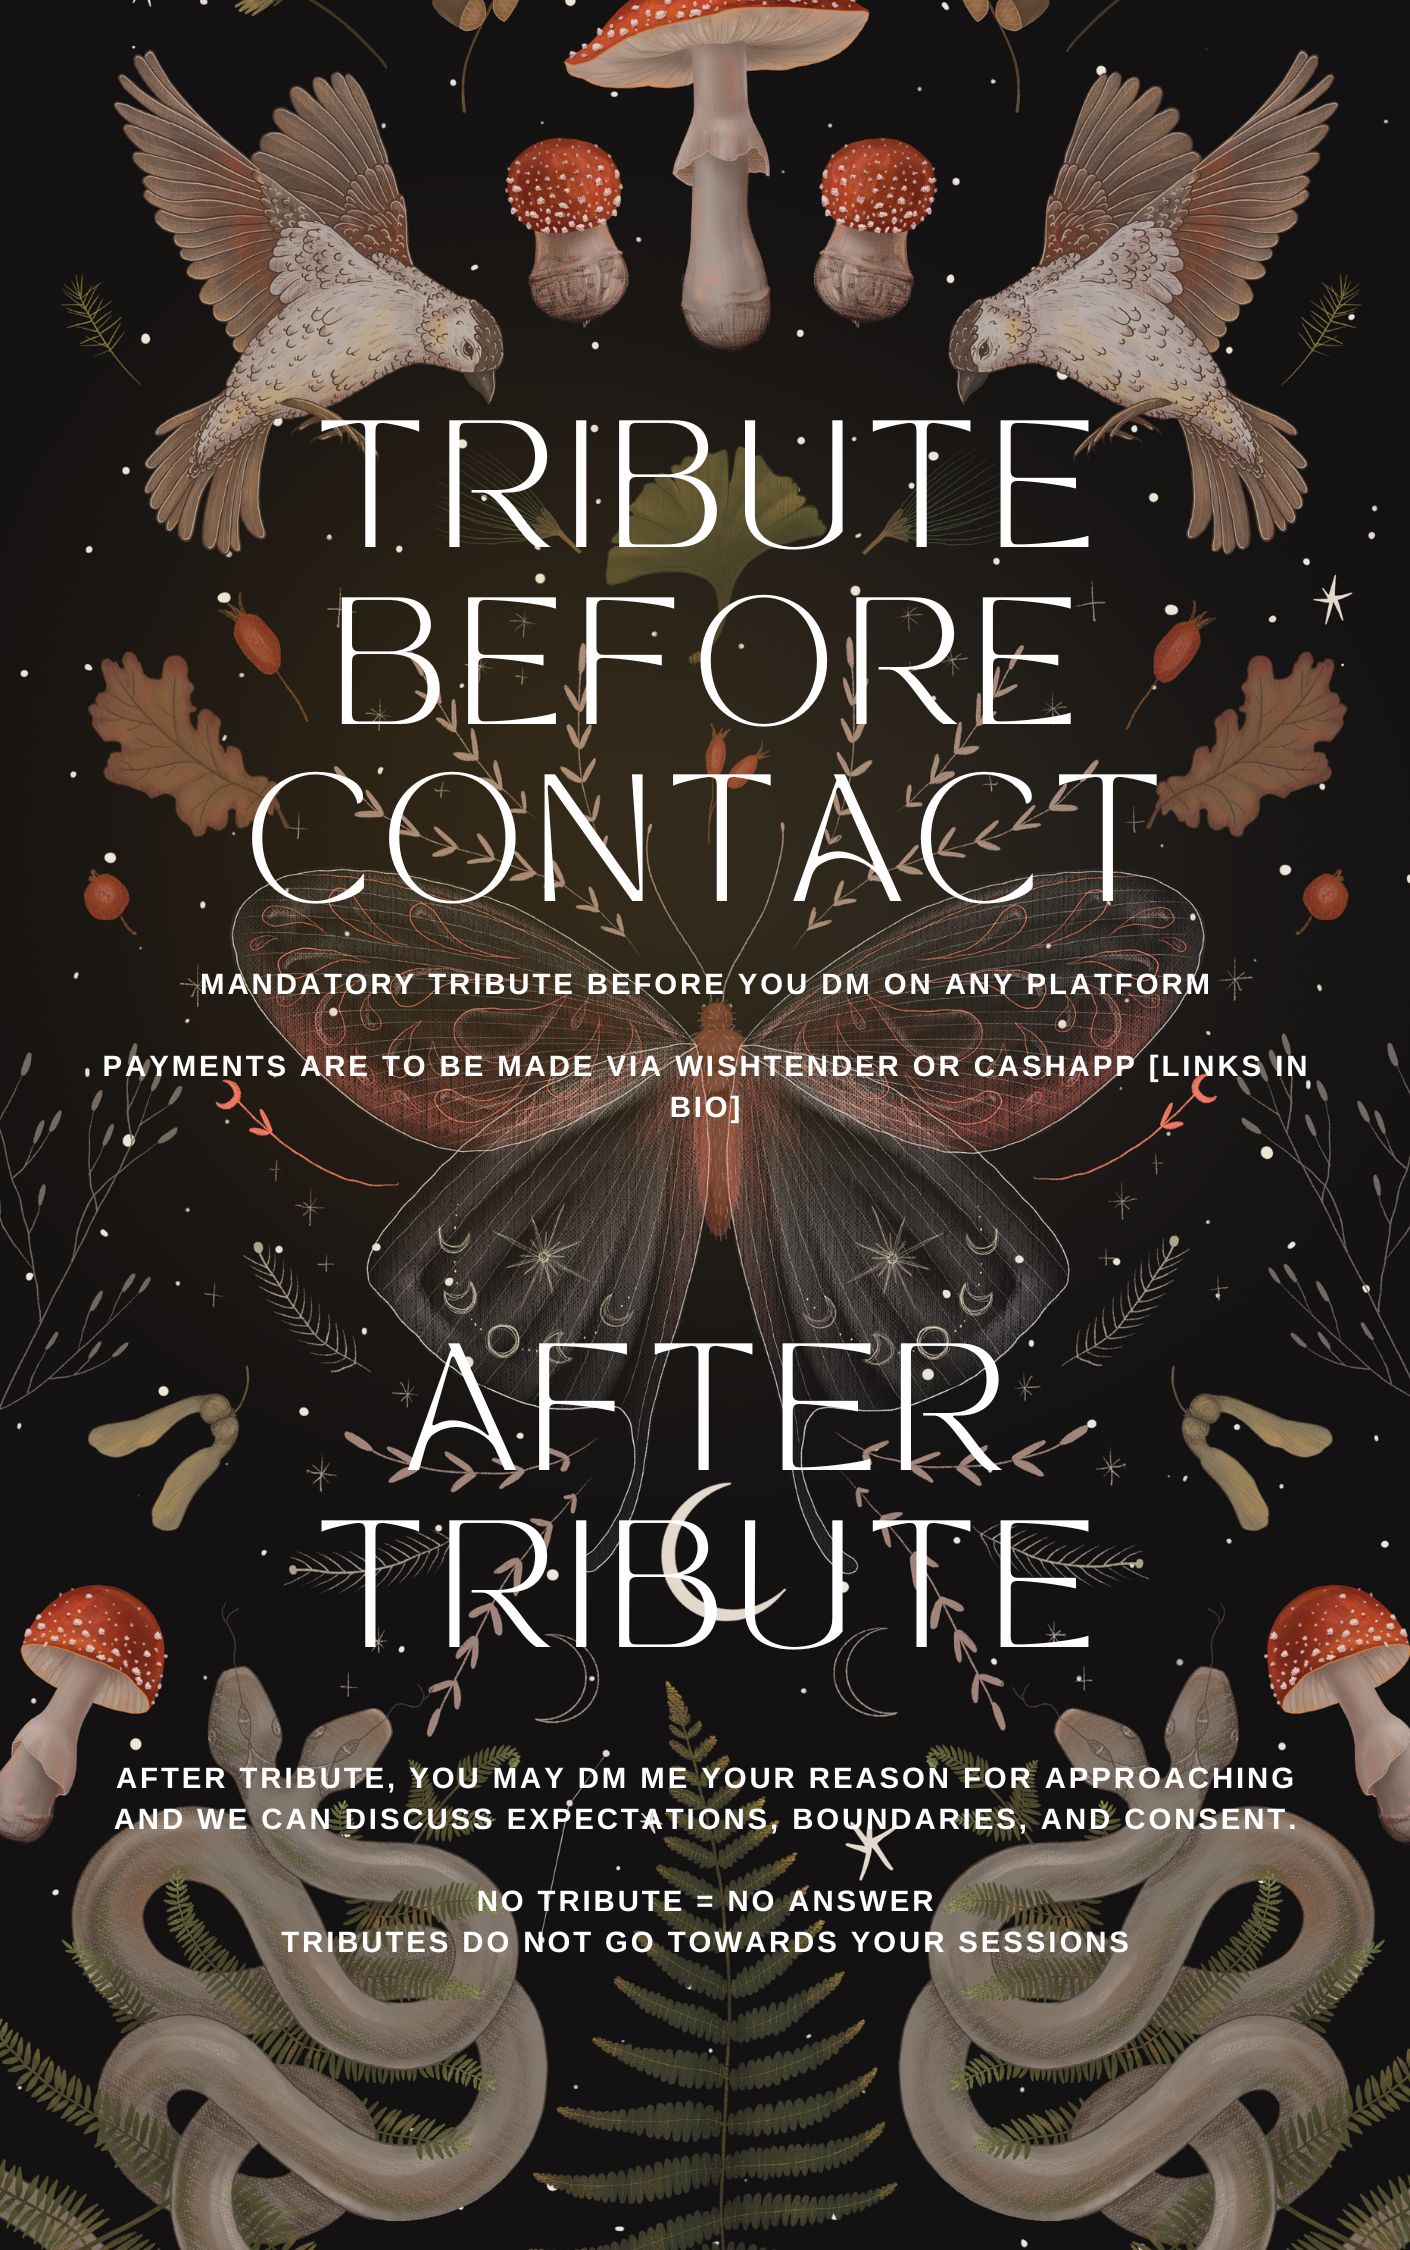 TRIBUTE
BEFORE
CONTACT
MANDATORY TRIBUTE BEFORE YOU DM ON ANY PLATFORM
PAYMENTS ARE TO BE MADE VIA WISHTENDER OR CASHAPP [LINKS IN
BIO]
AFTER
TRIBUTE
AFTER TRIBUTE, YOU MAY DM ME YOUR REASON FOR APPROACHING
AND WE CAN DISCUSS EXPECTATIONS, BOUNDARIES, AND CONSENT.
NO TRIBUTE = NO ANSWER
TRIBUTES DO NOT GO TOWARDS YOUR SESSIONS